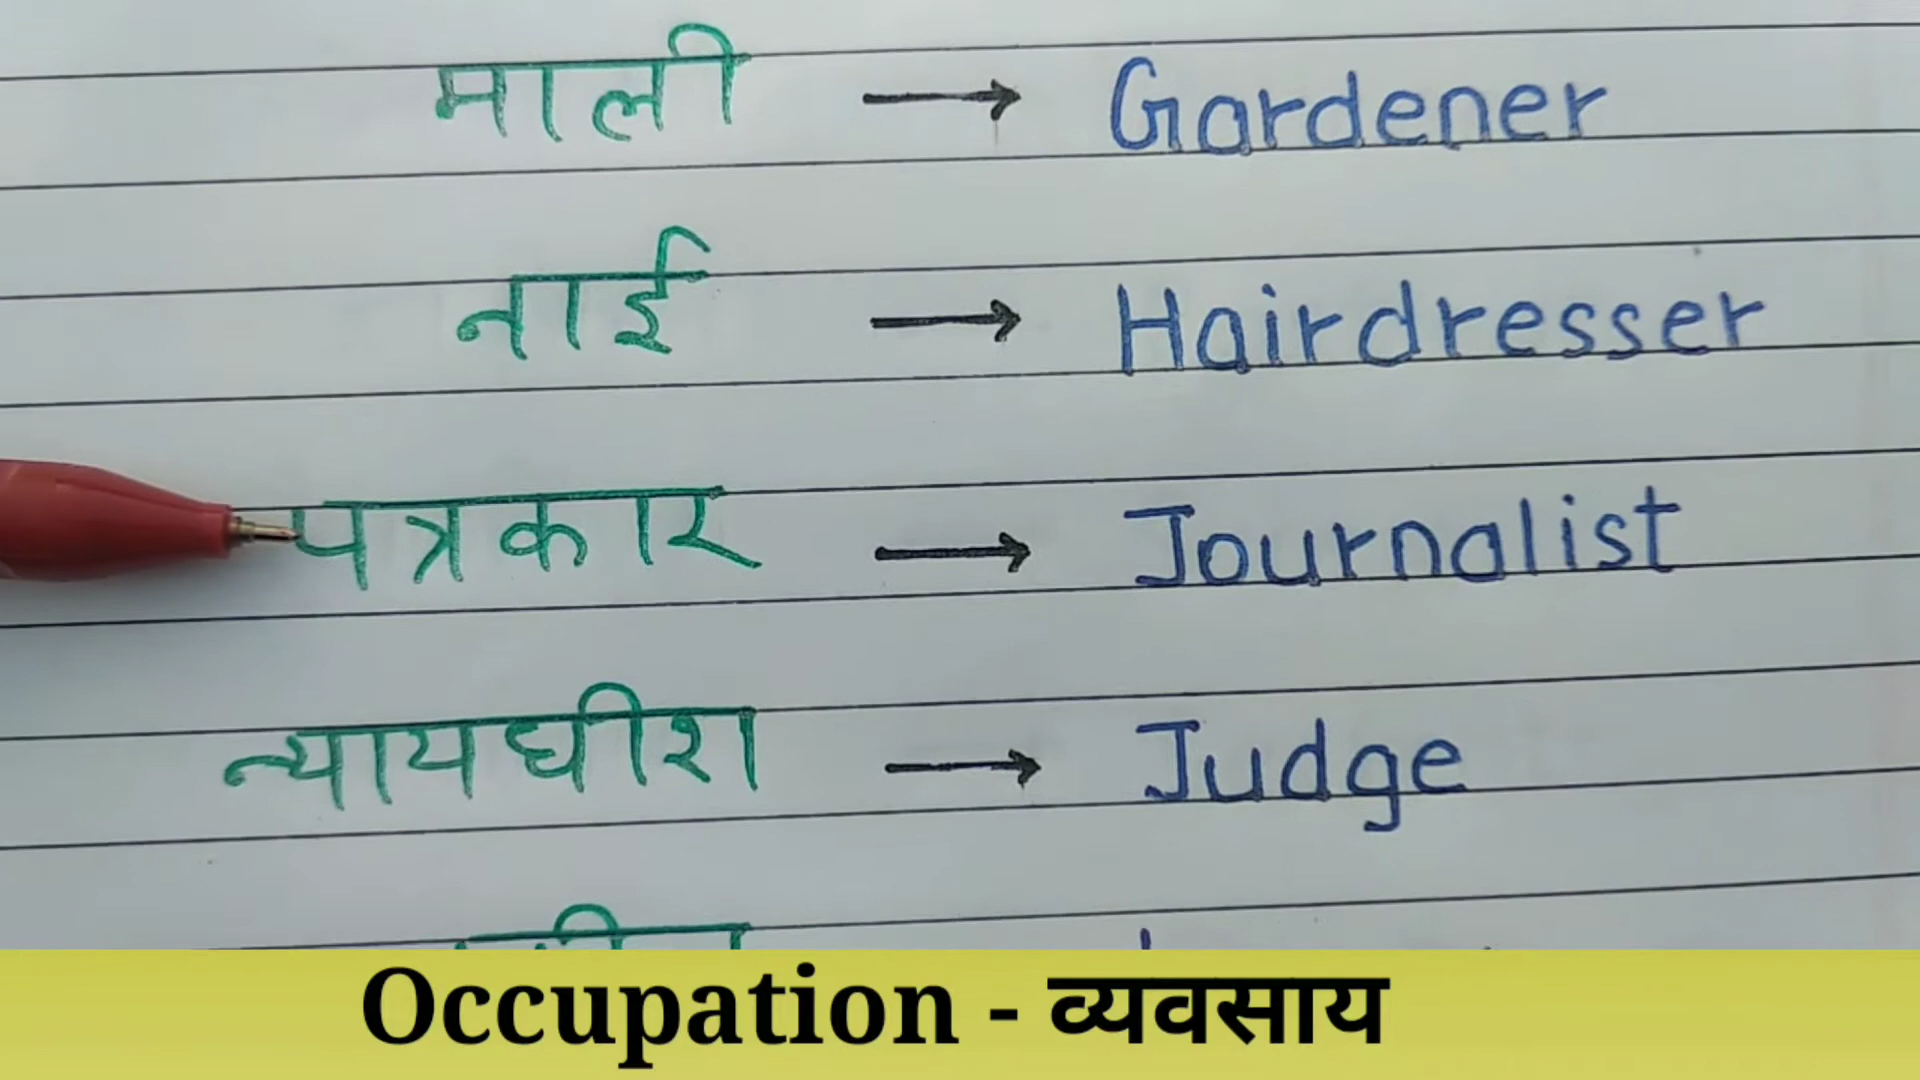 माली → Gardener
नाई → Hairdresser
पत्रकार → Journalist
न्यायधीश → Judge
Occupation - व्यवसाय